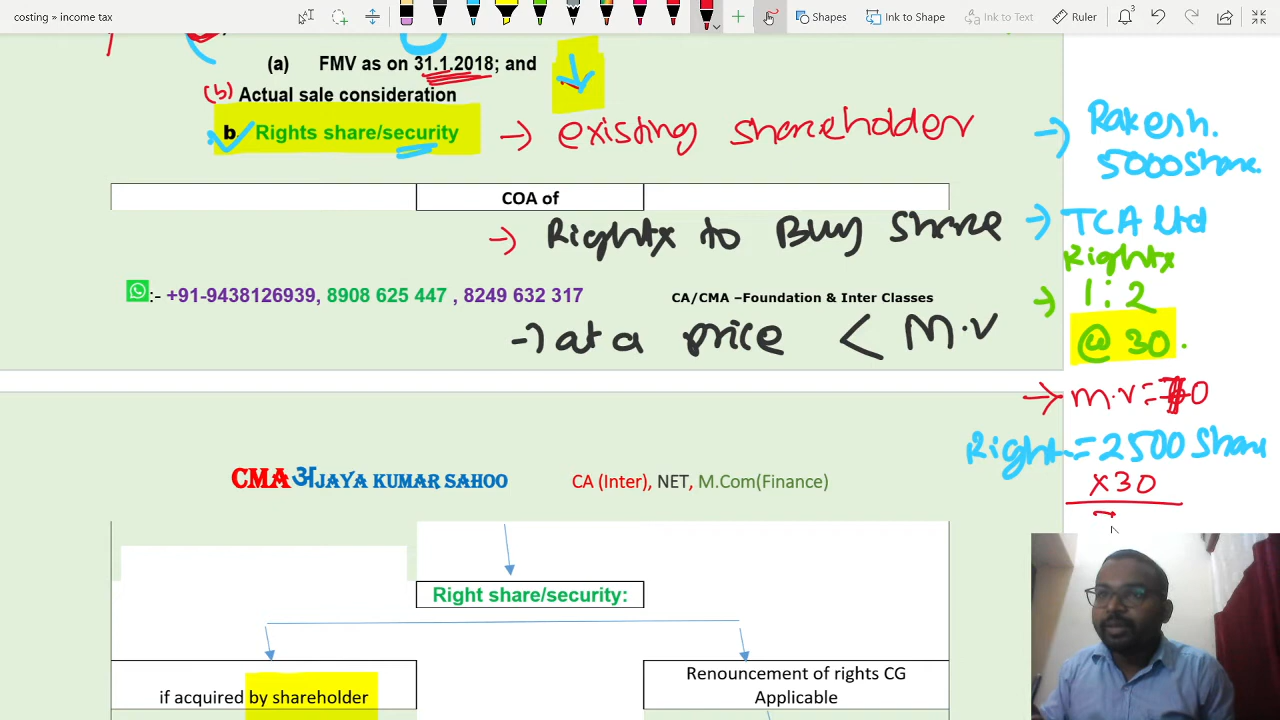 costing » income tax
Shapes
Ink to Shape
Ink to Text
Ruler
(a) FMV as on 31.1.2018; and
(b) Actual sale consideration
b. Rights share/security → existing shareholder
COA of
→ Rightx to Buy Share
:- +91-9438126939, 8908 625 447 , 8249 632 317
CA/CMA –Foundation & Inter Classes
→ at a price < M.V
→ Rakesh.
5000 Share.
→ TCA Ltd
Rightx
→ 1:2
@ 30.
→ m.v =
Right = 2500 Share
x 30
CMA अJAYA KUMAR SAHOO
CA (Inter), NET, M.Com(Finance)
Right share/security:
if acquired by shareholder
Renouncement of rights CG
Applicable